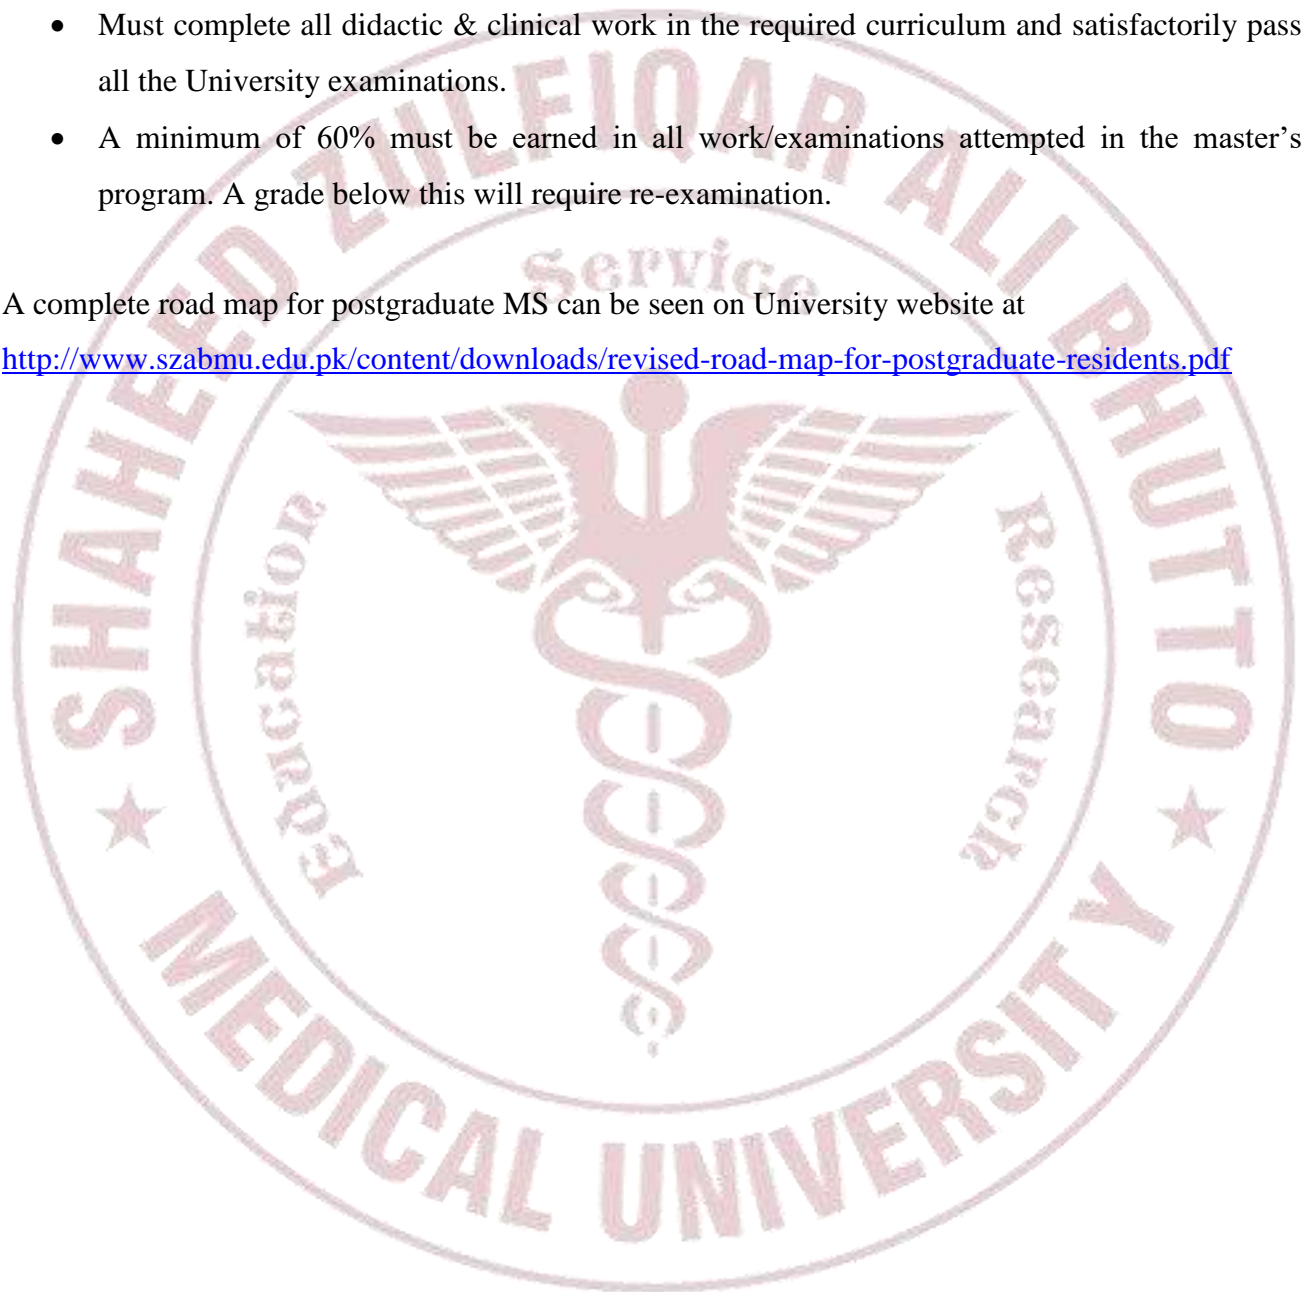 • Must complete all didactic & clinical work in the required curriculum and satisfactorily pass
all the University examinations.
• A minimum of 60% must be earned in all work/examinations attempted in the master’s
program. A grade below this will require re-examination.
A complete road map for postgraduate MS can be seen on University website at
http://www.szabmu.edu.pk/content/downloads/revised-road-map-for-postgraduate-residents.pdf
SHAHEED ZULFIQAR ALI BHUTTO
Service
Education
Research
★ MEDICAL UNIVERSITY ★